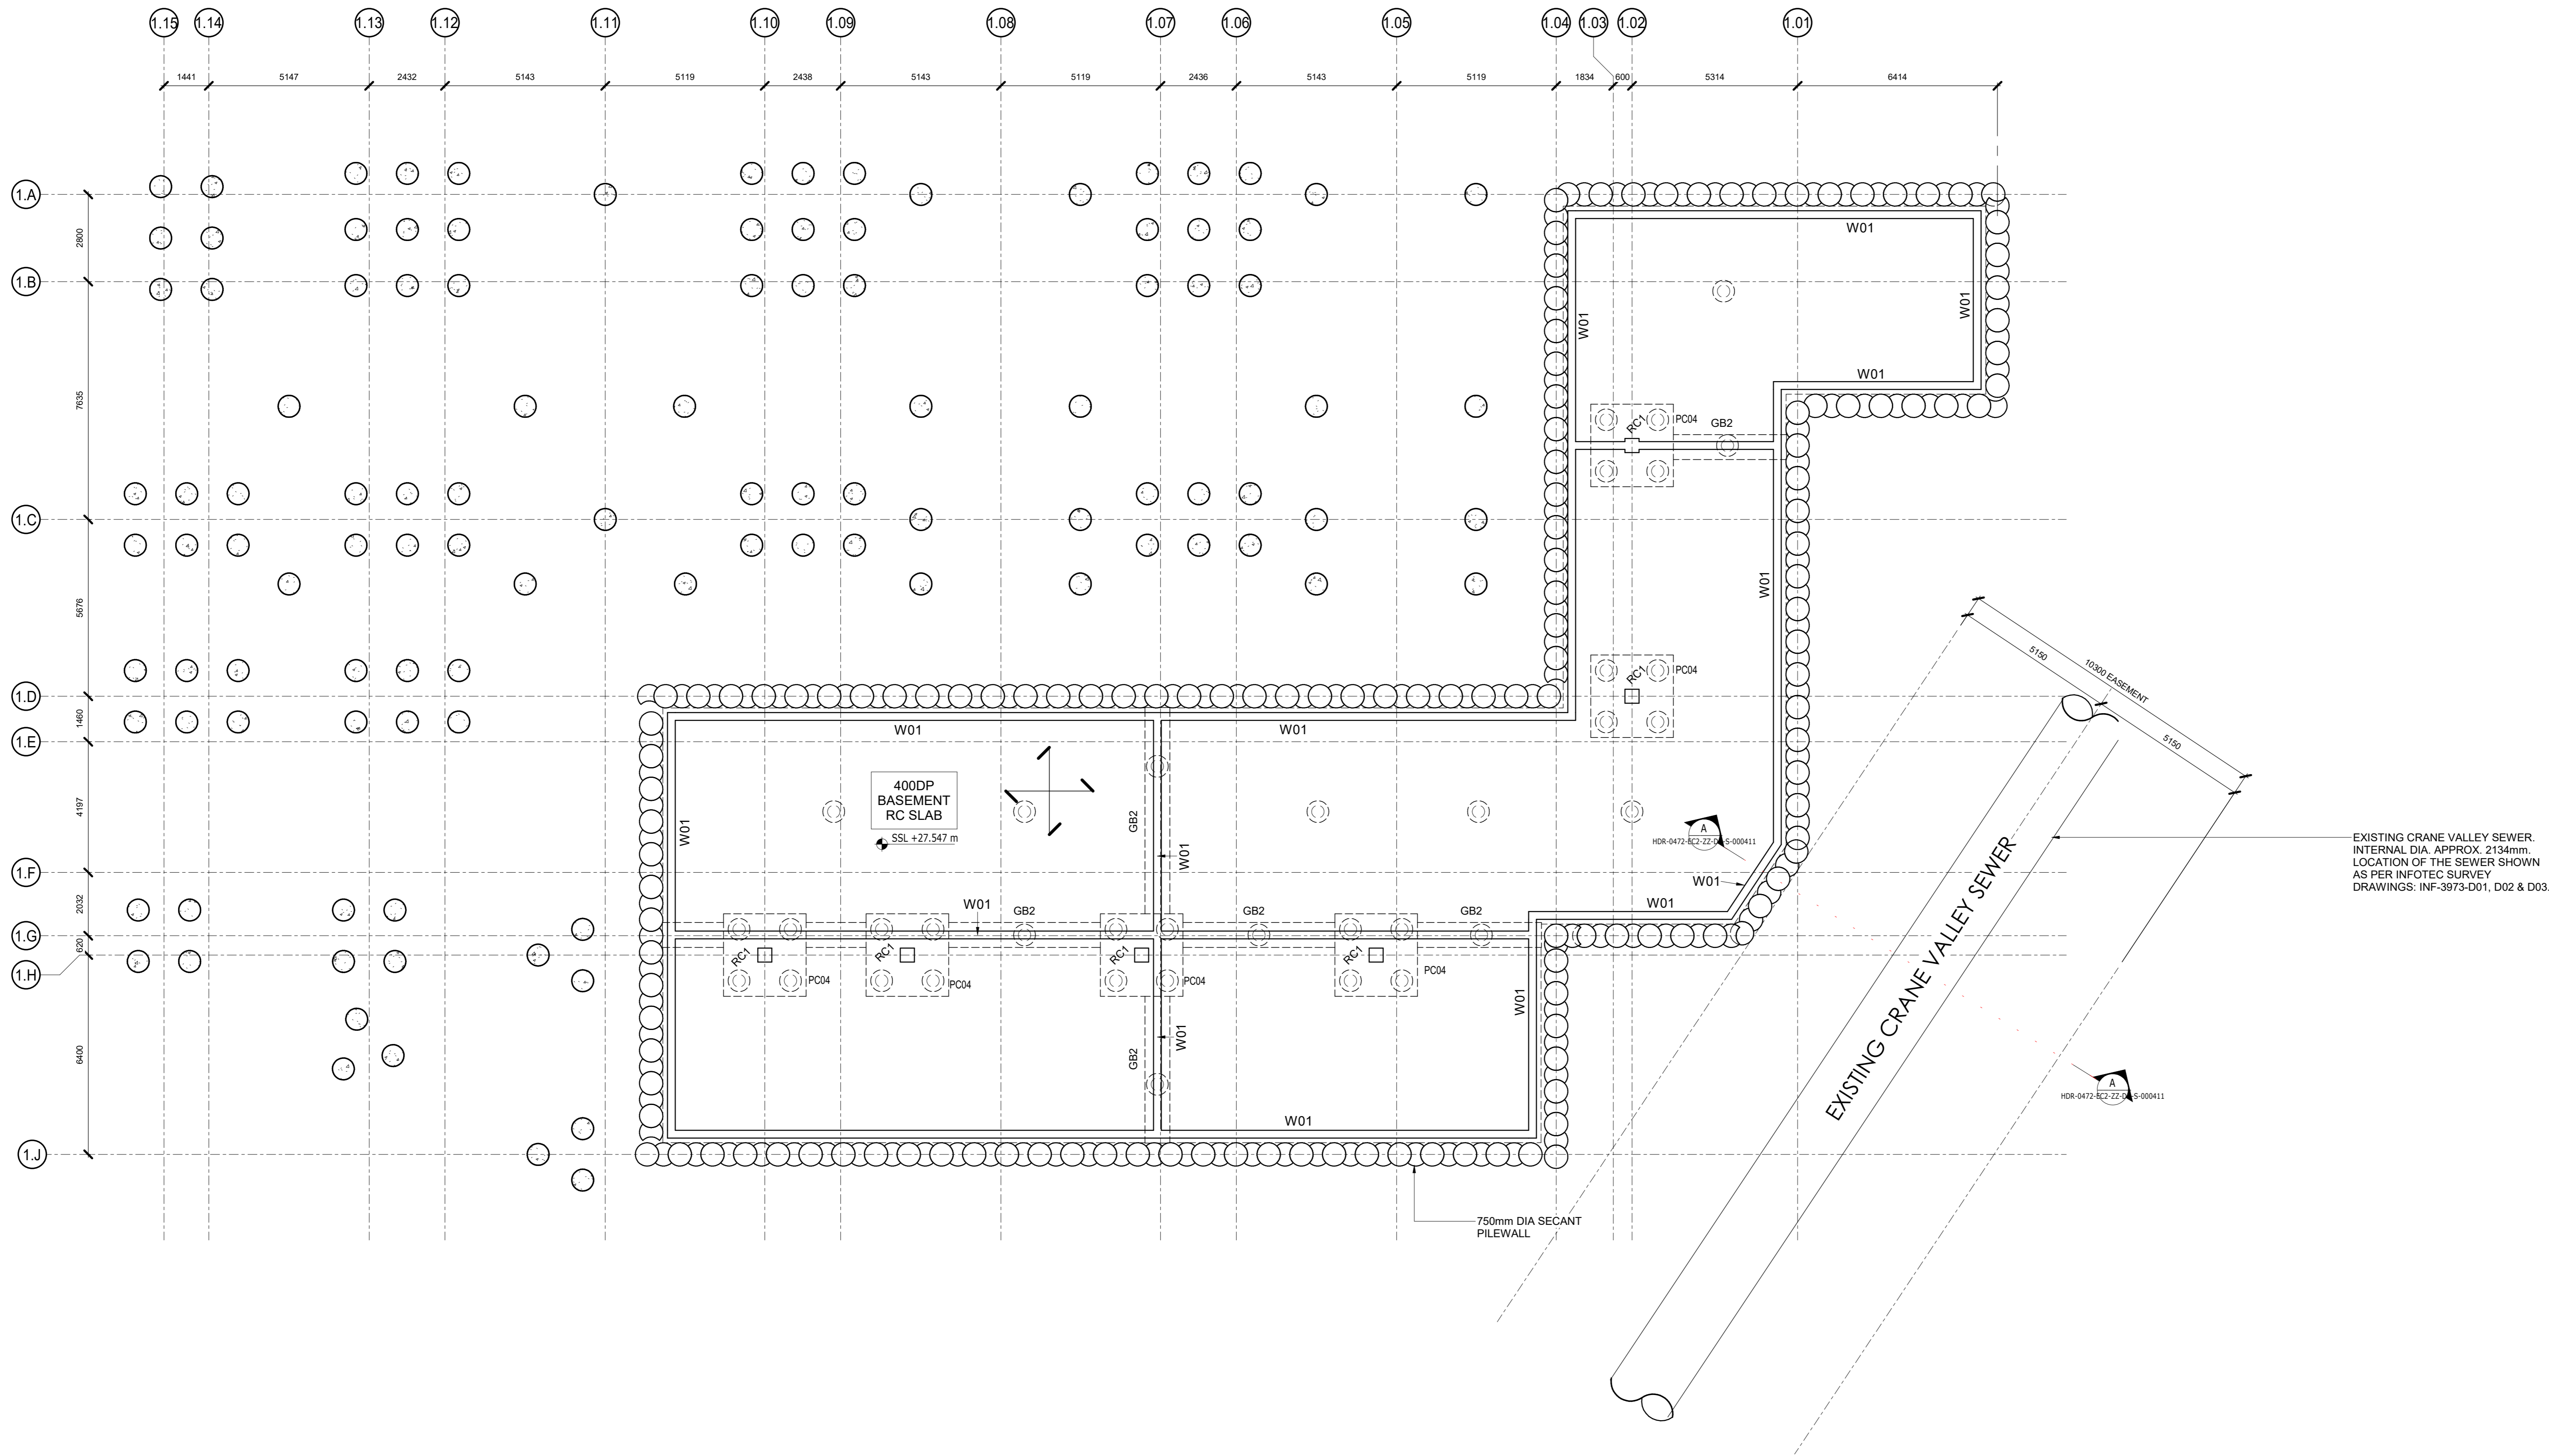 1.15
1.14
1.13
1.12
1.11
1.10
1.09
1.08
1.07
1.06
1.05
1.04
1.03
1.02
1.01
1441
5147
2432
5143
5119
2438
5143
5119
2436
5143
5119
1834
600
5314
6414
1.A
2800
W01
1.B
W01
W01
W01
7635
PC04
RC1
GB2
1.C
W01
5676
PC04
RC1
5150
10300 EASEMENT
5150
1.D
1460
W01
W01
1.E
4197
400DP
BASEMENT
RC SLAB
SSL +27.547 m
W01
GB2
W01
A
EXISTING CRANE VALLEY SEWER.
INTERNAL DIA. APPROX. 2134mm.
LOCATION OF THE SEWER SHOWN
AS PER INFOTEC SURVEY
DRAWINGS: INF-3973-D01, D02 & D03.
1.F
W01
2032
W01
GB2
GB2
GB2
W01
1.G
620
1.H
RC1
RC1
RC1
RC1
PC04
PC04
PC04
PC04
W01
EXISTING CRANE VALLEY SEWER
6400
GB2
W01
A
W01
1.J
750mm DIA SECANT
PILEWALL